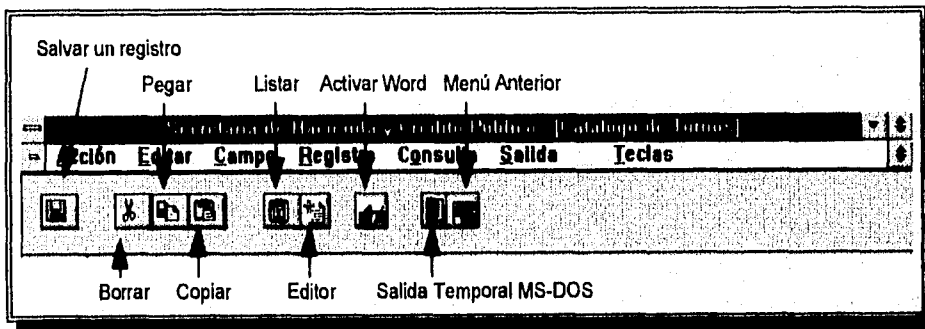 Salvar un registro
Pegar Listar Activar Word Menú Anterior
Secretaria de Hacienda y Credito Publico [Catalogo de Turnos]
Acción Editar Campo Registro Consulta Salida Teclas
Borrar Copiar Editor Salida Temporal MS-DOS